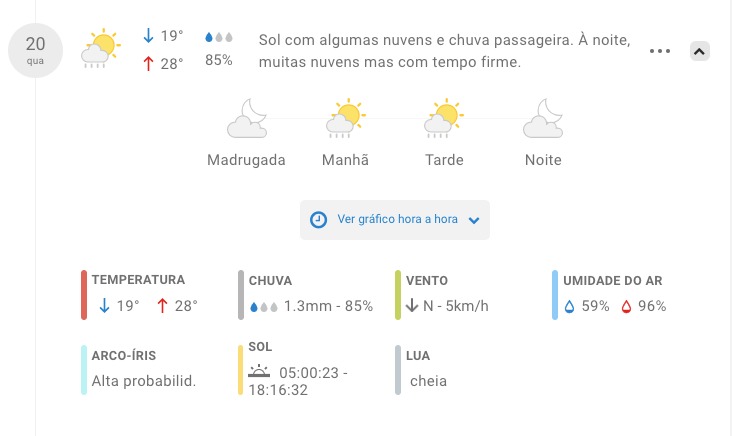 20
qua
19°
28°
85%
Sol com algumas nuvens e chuva passageira. À noite,
muitas nuvens mas com tempo firme.
Madrugada
Manhã
Tarde
Noite
Ver gráfico hora a hora
TEMPERATURA
19° 28°
CHUVA
1.3mm - 85%
VENTO
N - 5km/h
UMIDADE DO AR
59% 96%
ARCO-ÍRIS
Alta probabilid.
SOL
05:00:23 -
18:16:32
LUA
cheia